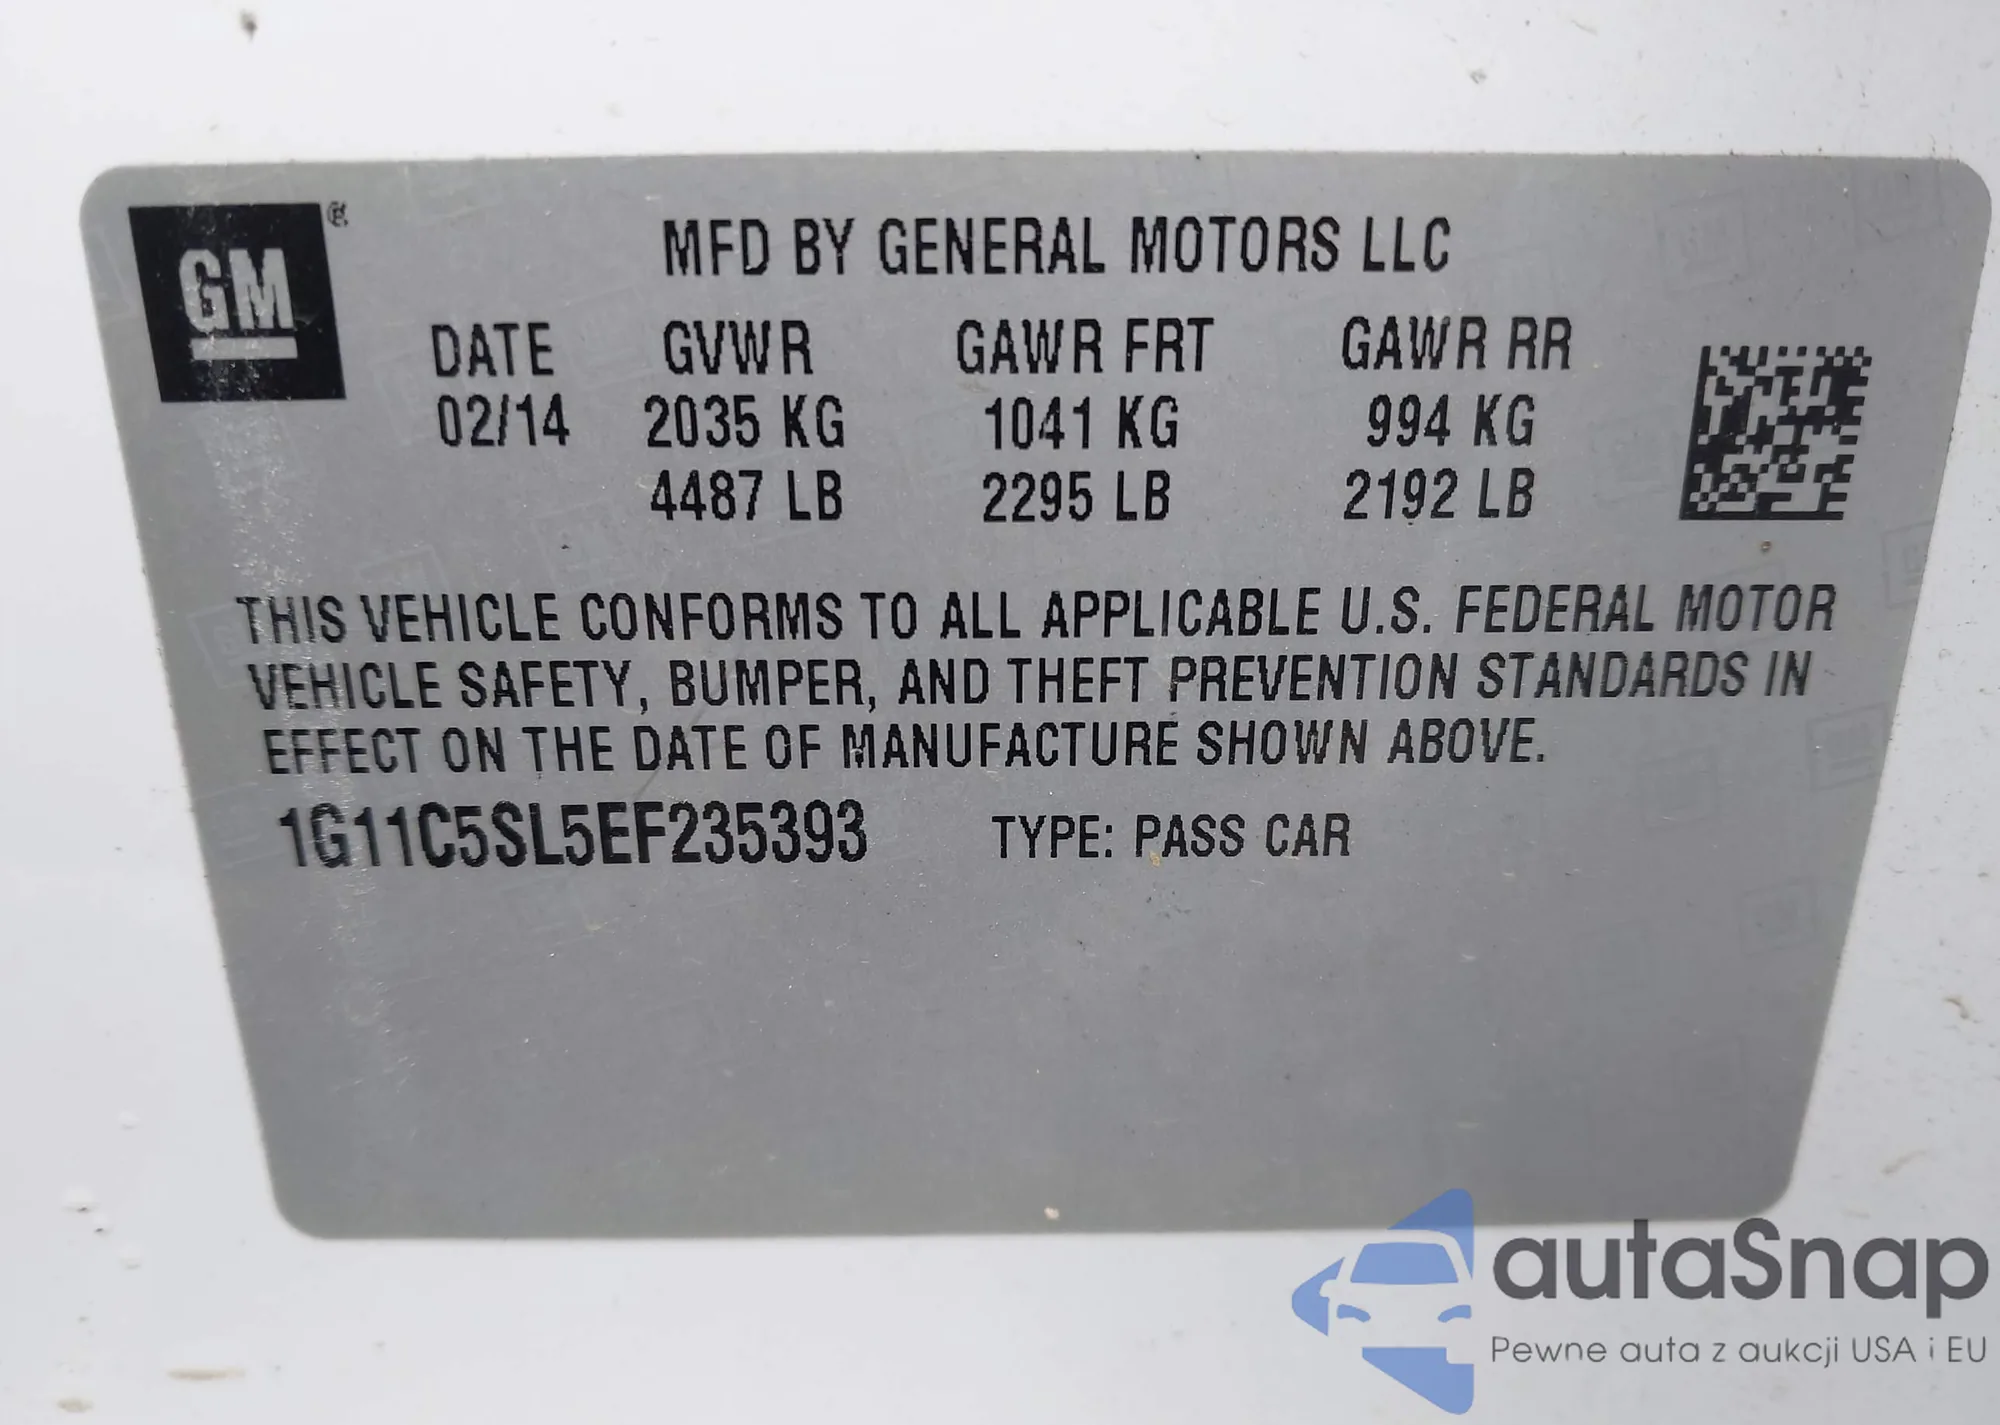 GM ®
MFD BY GENERAL MOTORS LLC
DATE GVWR GAWR FRT GAWR RR
02/14 2035 KG 1041 KG 994 KG
4487 LB 2295 LB 2192 LB
THIS VEHICLE CONFORMS TO ALL APPLICABLE U.S. FEDERAL MOTOR
VEHICLE SAFETY, BUMPER, AND THEFT PREVENTION STANDARDS IN
EFFECT ON THE DATE OF MANUFACTURE SHOWN ABOVE.
1G11C5SL5EF235393 TYPE: PASS CAR
autaSnap
Pewne auta z aukcji USA i EU